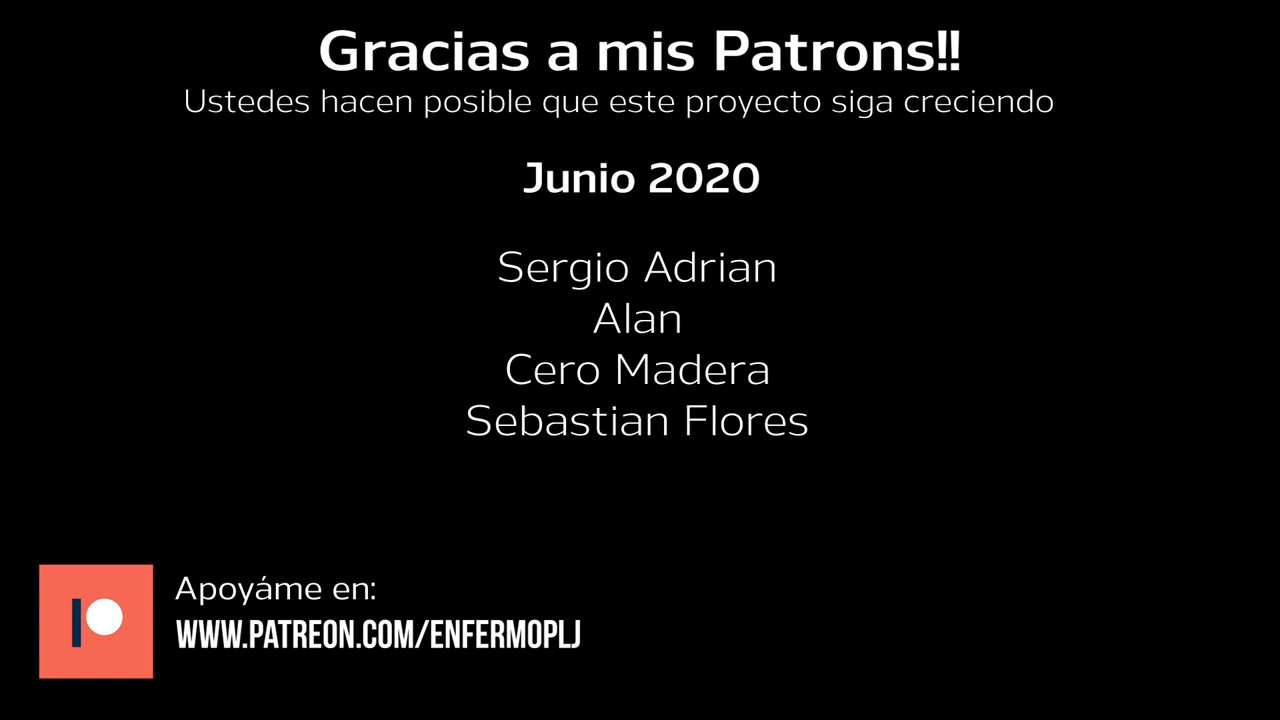 Gracias a mis Patrons!!
Ustedes hacen posible que este proyecto siga creciendo
Junio 2020
Sergio Adrian
Alan
Cero Madera
Sebastian Flores
Apoyáme en:
WWW.PATREON.COM/ENFERMOPLJ